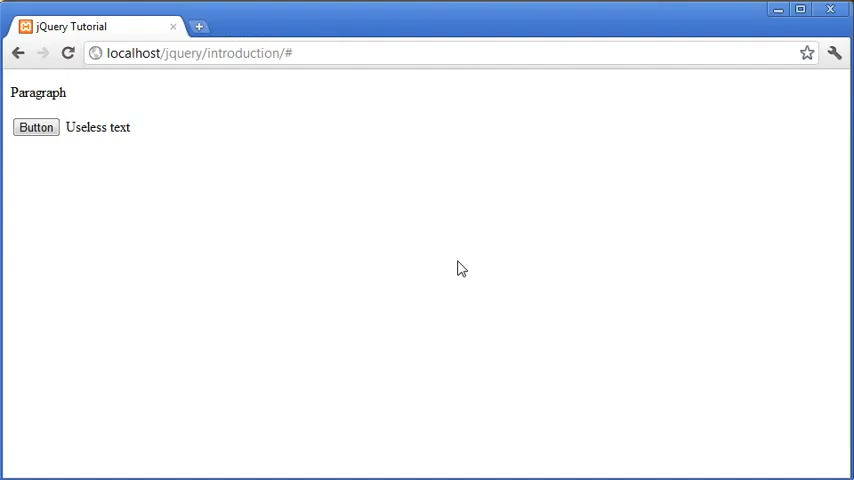 jQuery Tutorial
localhost/jquery/introduction/#
Paragraph
Button Useless text